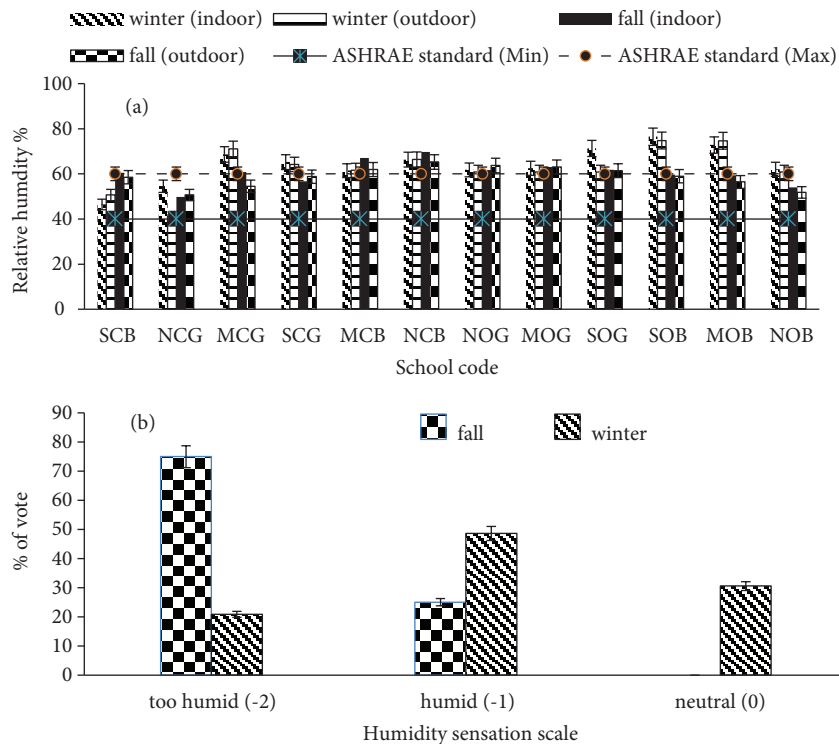 winter (indoor) winter (outdoor) fall (indoor)
fall (outdoor) ASHRAE standard (Min) ASHRAE standard (Max)
(a)
Relative humdity %
100
80
60
40
20
0
SCB NCG MCG SCG MCB NCB NOG MOG SOG SOB MOB NOB
School code
(b)
fall winter
% of vote
90
80
70
60
50
40
30
20
10
0
too humid (-2) humid (-1) neutral (0)
Humidity sensation scale